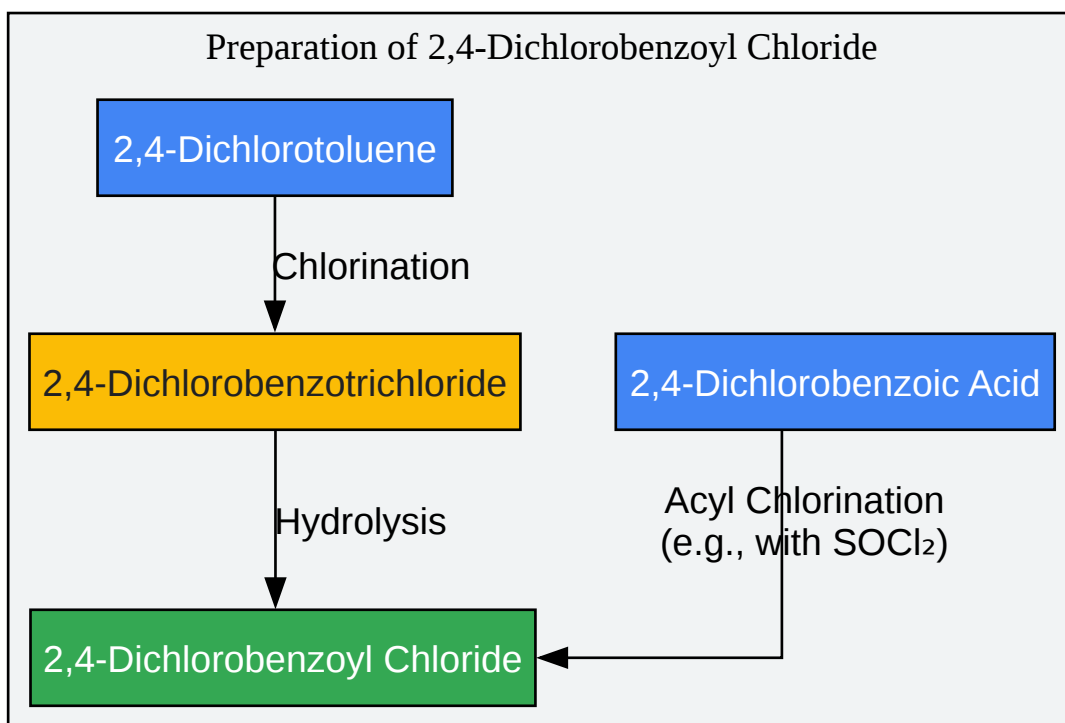 Preparation of 2,4-Dichlorobenzoyl Chloride
2,4-Dichlorotoluene
Chlorination
2,4-Dichlorobenzotrichloride
2,4-Dichlorobenzoic Acid
Hydrolysis
Acyl Chlorination
(e.g., with SOCl₂)
2,4-Dichlorobenzoyl Chloride